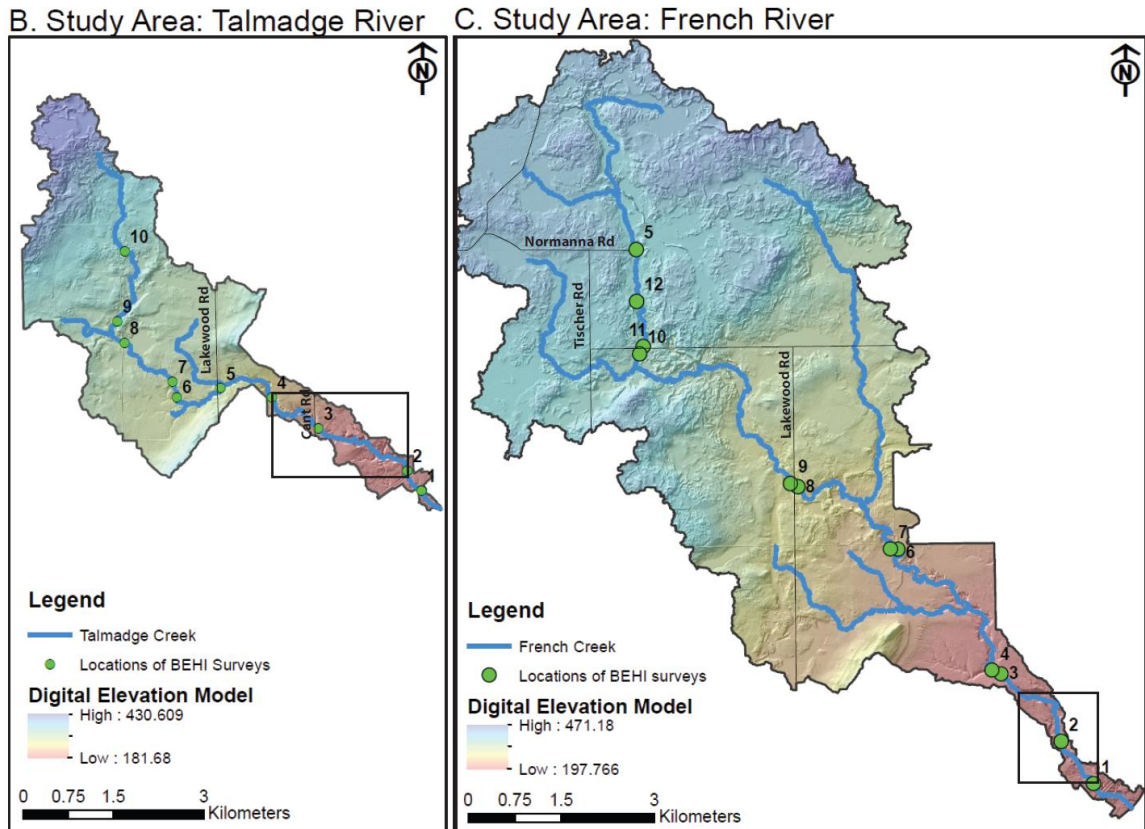 B. Study Area: Talmadge River
N
10
9
8
Lakewood Rd
7
6
5
4
Cant Rd
3
2
1
Legend
Talmadge Creek
Locations of BEHI Surveys
Digital Elevation Model
High : 430.609
Low : 181.68
0 0.75 1.5 3
Kilometers
C. Study Area: French River
N
Normanna Rd
5
Tischer Rd
12
11 10
Lakewood Rd
9
8
7
6
4
3
2
1
Legend
French Creek
Locations of BEHI surveys
Digital Elevation Model
High : 471.18
Low : 197.766
0 0.75 1.5 3
Kilometers